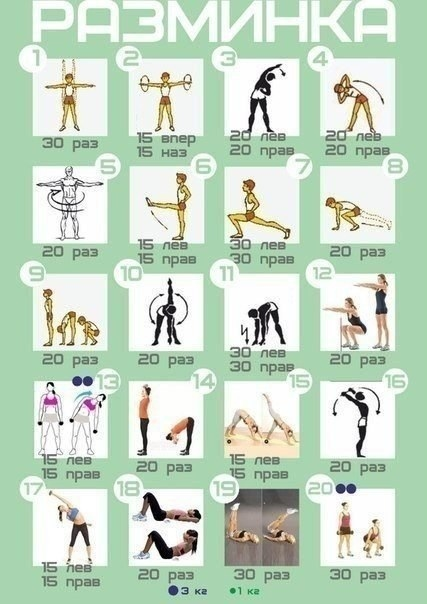 РАЗМИНКА
1
2
3
4
30 раз
15 впер
15 наз
20 лев
20 прав
20 лев
20 прав
5
6
7
8
20 раз
15 лев
15 прав
30 лев
30 прав
20 раз
9
10
11
12
20 раз
20 раз
30 лев
30 прав
20 раз
13
14
15
16
15 лев
15 прав
20 раз
15 лев
15 прав
20 раз
17
18
19
20
15 лев
15 прав
20 раз
30 раз
30 раз
3 кг
1 кг